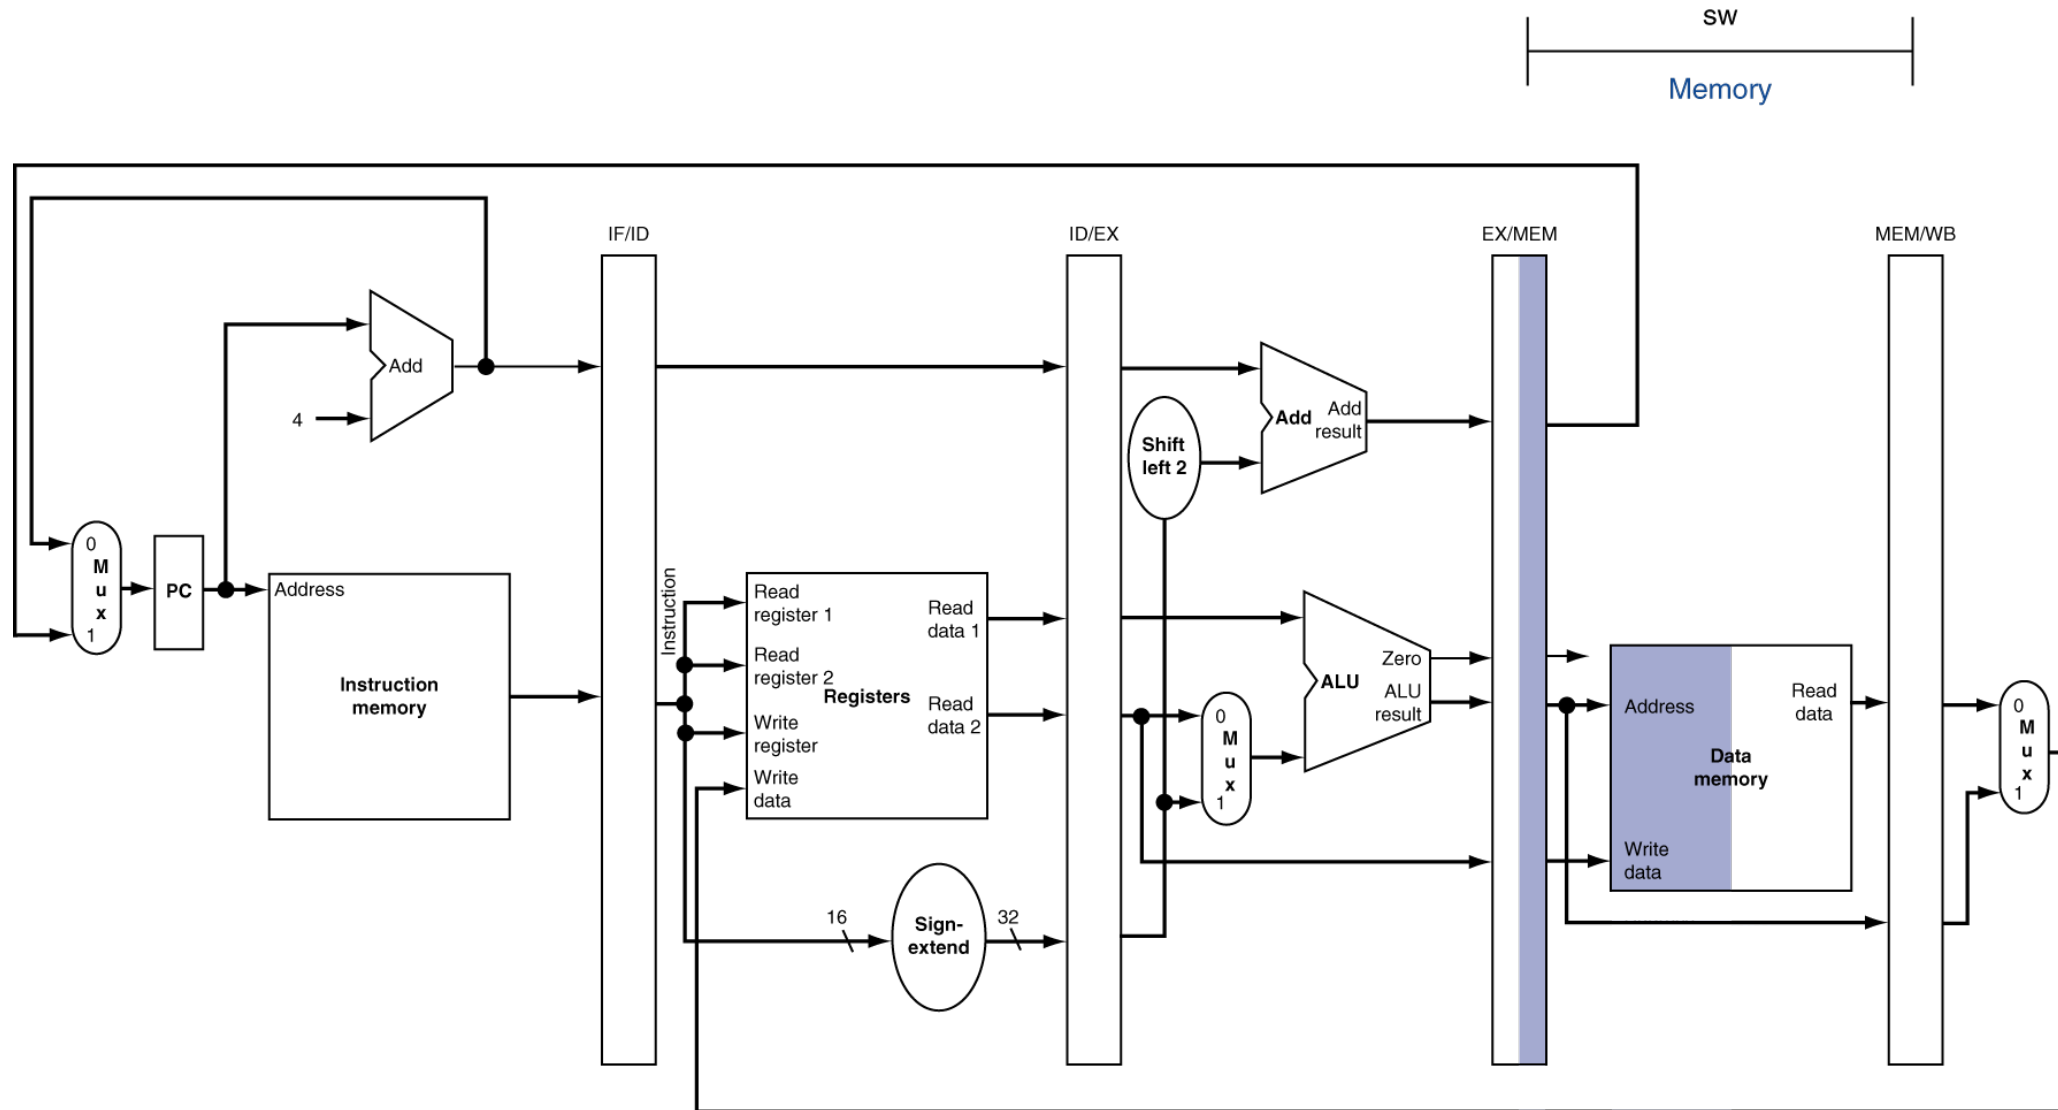 SW
Memory
IF/ID
ID/EX
EX/MEM
MEM/WB
Add
4
Add
Add
result
Shift
left 2
0
M
u
x
1
PC
Address
Instruction
memory
Instruction
Read
register 1
Read
register 2
Write
register
Write
data
Registers
Read
data 1
Read
data 2
16
Sign-
extend
32
0
M
u
x
1
ALU
Zero
ALU
result
Address
Write
data
Data
memory
Read
data
0
M
u
x
1